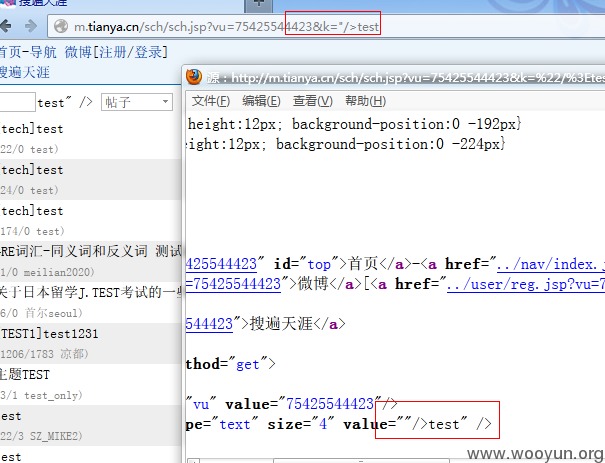 搜遍天涯
m.tianya.cn/sch/sch.jsp?vu=75425544423&k="/>test
首页-导航 微博[注册/登录]
搜遍天涯
test" /> 帖子
tech]test
22/0 test)
tech]test
24/0 test)
tech]test
174/0 test)
RE词汇-同义词和反义词 测试
1/0 meilian2020)
关于日本留学J.TEST考试的一些
6/0 首尔seoul)
TEST1]test1231
1206/1783 凉都)
主题TEST
3/1 test_only)
test
22/3 SZ_MIKE2)
test
源: http://m.tianya.cn/sch/sch.jsp?vu=75425544423&k=%22/%3Etes
文件(F) 编辑(E) 查看(V) 帮助(H)
height:12px; background-position:0 -192px}
eight:12px; background-position:0 -224px}
425544423" id="top">首页</a>-<a href="../nav/index.j
=75425544423">微博</a>[<a href="../user/reg.jsp?vu=7
544423">搜遍天涯</a>
thod="get">
"vu" value="75425544423"/>
pe="text" size="4" value=""/>test" />
www.wooyun.org